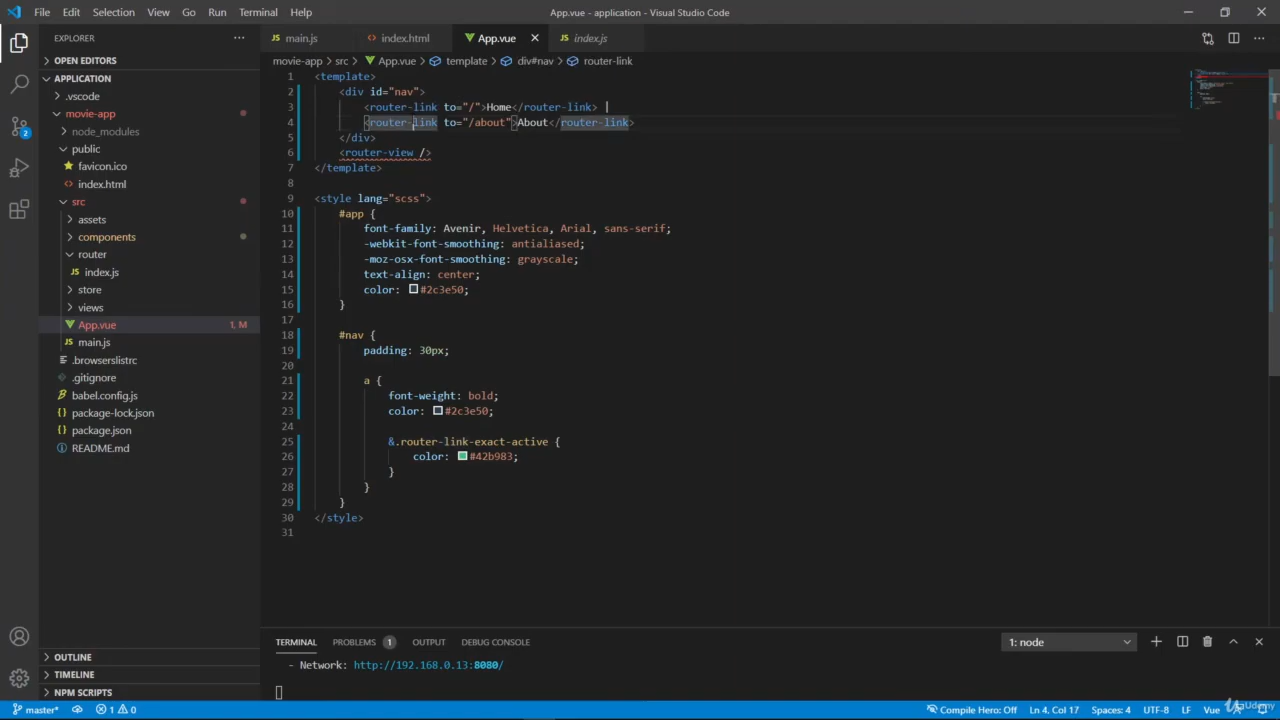 File Edit Selection View Go Run Terminal Help App.vue - application - Visual Studio Code
EXPLORER ···
OPEN EDITORS
APPLICATION
.vscode
movie-app
node_modules
public
favicon.ico
index.html
src
assets
components
router
index.js
store
views
App.vue 1, M
main.js
.browserslistrc
.gitignore
babel.config.js
package-lock.json
package.json
README.md
OUTLINE
TIMELINE
NPM SCRIPTS
2
main.js index.html App.vue index.js
movie-app > src > App.vue > template > div#nav > router-link
1 <template>
2 <div id="nav">
3 <router-link to="/">Home</router-link> |
4 <router-link to="/about">About</router-link>
5 </div>
6 <router-view />
7 </template>
8
9 <style lang="scss">
10 #app {
11 font-family: Avenir, Helvetica, Arial, sans-serif;
12 -webkit-font-smoothing: antialiased;
13 -moz-osx-font-smoothing: grayscale;
14 text-align: center;
15 color: #2c3e50;
16 }
17
18 #nav {
19 padding: 30px;
20
21 a {
22 font-weight: bold;
23 color: #2c3e50;
24
25 &.router-link-exact-active {
26 color: #42b983;
27 }
28 }
29 }
30 </style>
31
TERMINAL PROBLEMS 1 OUTPUT DEBUG CONSOLE 1: node
- Network: http://192.168.0.13:8080/
master* 1 0 Compile Hero: Off Ln 4, Col 17 Spaces: 4 UTF-8 LF Vue
Udemy